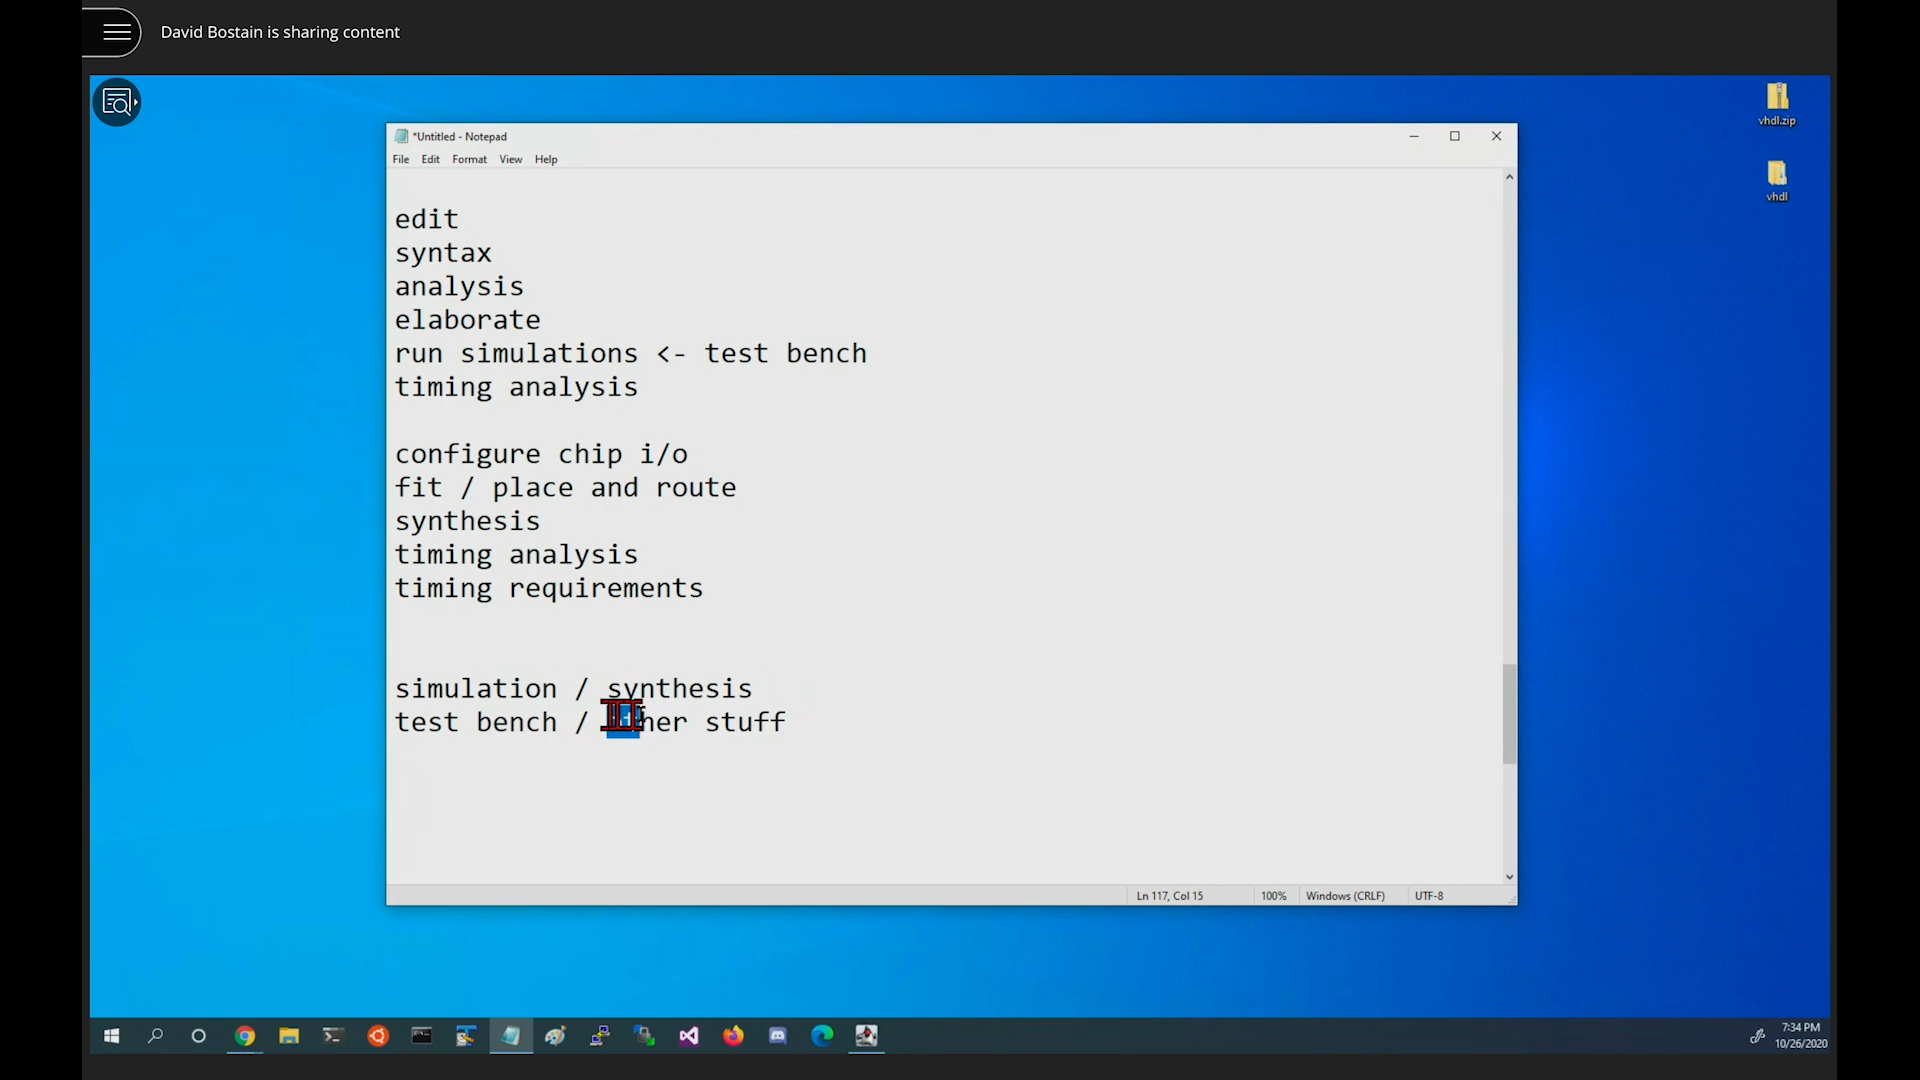 David Bostain is sharing content
vhdl.zip
vhdl
*Untitled - Notepad
File Edit Format View Help
edit
syntax
analysis
elaborate
run simulations <- test bench
timing analysis
configure chip i/o
fit / place and route
synthesis
timing analysis
timing requirements
simulation / synthesis
test bench / other stuff
Ln 117, Col 15 100% Windows (CRLF) UTF-8
7:34 PM
10/26/2020